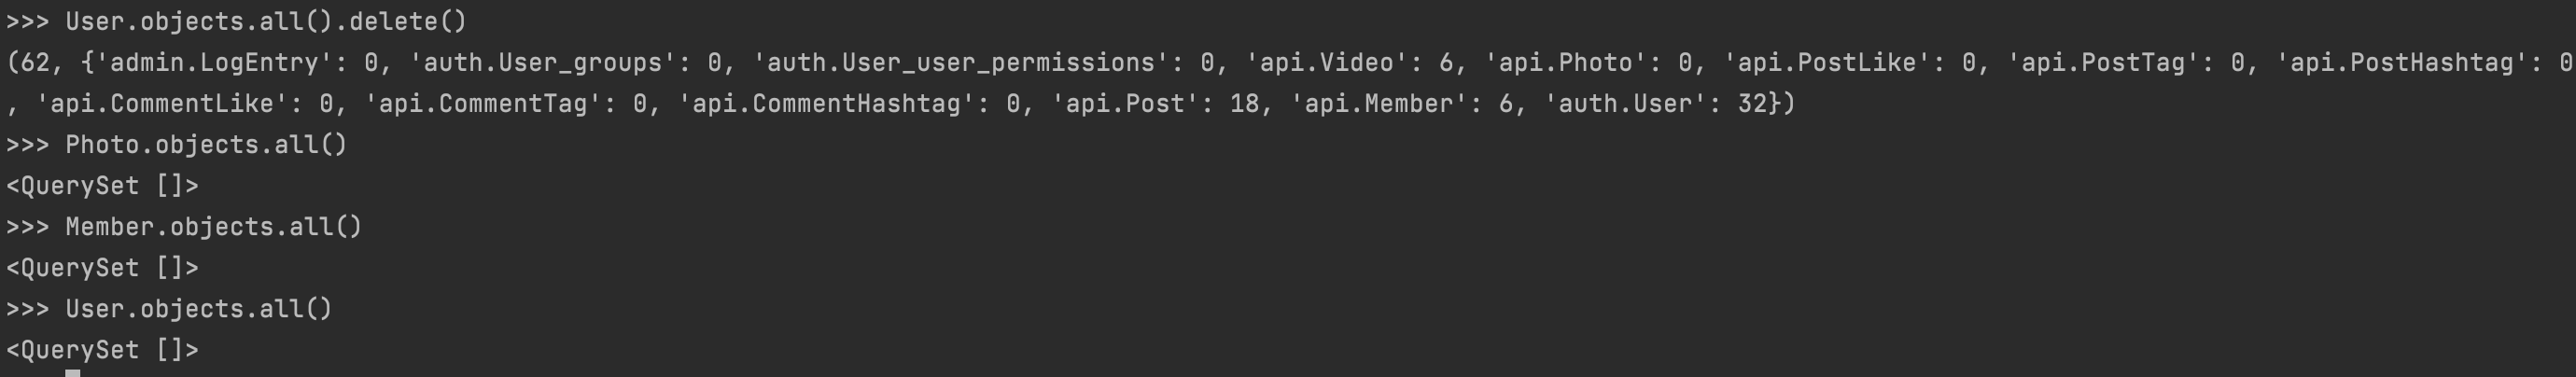 >>> User.objects.all().delete()
(62, {'admin.LogEntry': 0, 'auth.User_groups': 0, 'auth.User_user_permissions': 0, 'api.Video': 6, 'api.Photo': 0, 'api.PostLike': 0, 'api.PostTag': 0, 'api.PostHashtag': 0
, 'api.CommentLike': 0, 'api.CommentTag': 0, 'api.CommentHashtag': 0, 'api.Post': 18, 'api.Member': 6, 'auth.User': 32})
>>> Photo.objects.all()
<QuerySet []>
>>> Member.objects.all()
<QuerySet []>
>>> User.objects.all()
<QuerySet []>